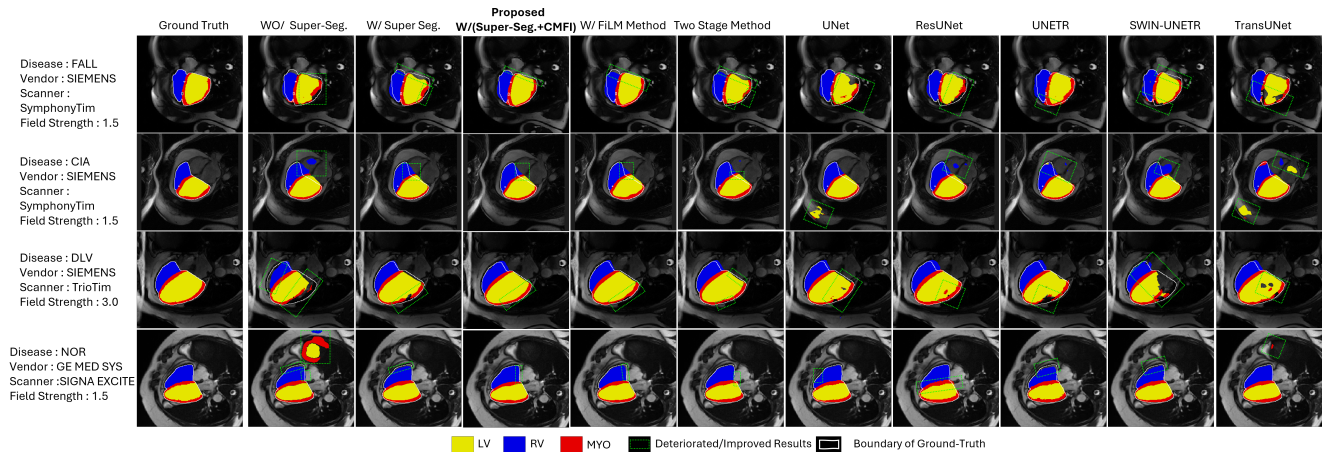 Ground Truth
WO/ Super-Seg.
W/ Super Seg.
Proposed
W/(Super-Seg.+CMFI)
W/ FiLM Method
Two Stage Method
UNet
ResUNet
UNETR
SWIN-UNETR
TransUNet
Disease : FALL
Vendor : SIEMENS
Scanner :
SymphonyTim
Field Strength : 1.5
Disease : CIA
Vendor : SIEMENS
Scanner :
SymphonyTim
Field Strength : 1.5
Disease : DLV
Vendor : SIEMENS
Scanner : TrioTim
Field Strength : 3.0
Disease : NOR
Vendor : GE MED SYS
Scanner :SIGNA EXCITE
Field Strength : 1.5
LV
RV
MYO
Deteriorated/Improved Results
Boundary of Ground-Truth